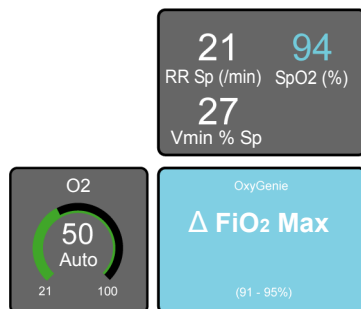 21 94
RR Sp (/min) SpO2 (%)
27
Vmin % Sp
O2
50
Auto
21 100
OxyGenie
Δ FiO₂ Max
(91 - 95%)